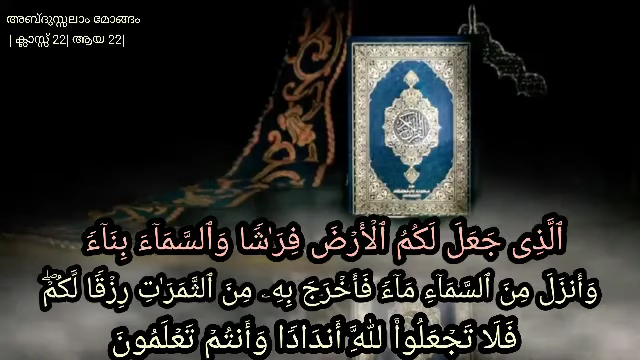 അബ്ദുസ്സലാം മോങ്ങം
| ക്ലാസ്സ് 22| ആയ 22|
ٱلَّذِى جَعَلَ لَكُمُ ٱلْأَرْضَ فِرَٰشًا وَٱلسَّمَآءَ بِنَآءً
وَأَنزَلَ مِنَ ٱلسَّمَآءِ مَآءً فَأَخْرَجَ بِهِۦ مِنَ ٱلثَّمَرَٰتِ رِزْقًا لَّكُمْ ۖ
فَلَا تَجْعَلُوا۟ لِلَّهِ أَندَادًا وَأَنتُمْ تَعْلَمُونَ